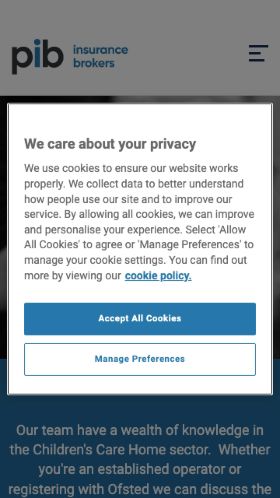 pib insurance
brokers
We care about your privacy
We use cookies to ensure our website works
properly. We collect data to better understand
how people use our site and to improve our
service. By allowing all cookies, we can improve
and personalise your experience. Select 'Allow
All Cookies' to agree or 'Manage Preferences' to
manage your cookie settings. You can find out
more by viewing our cookie policy.
Accept All Cookies
Manage Preferences
Our team have a wealth of knowledge in
the Children's Care Home sector. Whether
you're an established operator or
registering with Ofsted we can discuss the